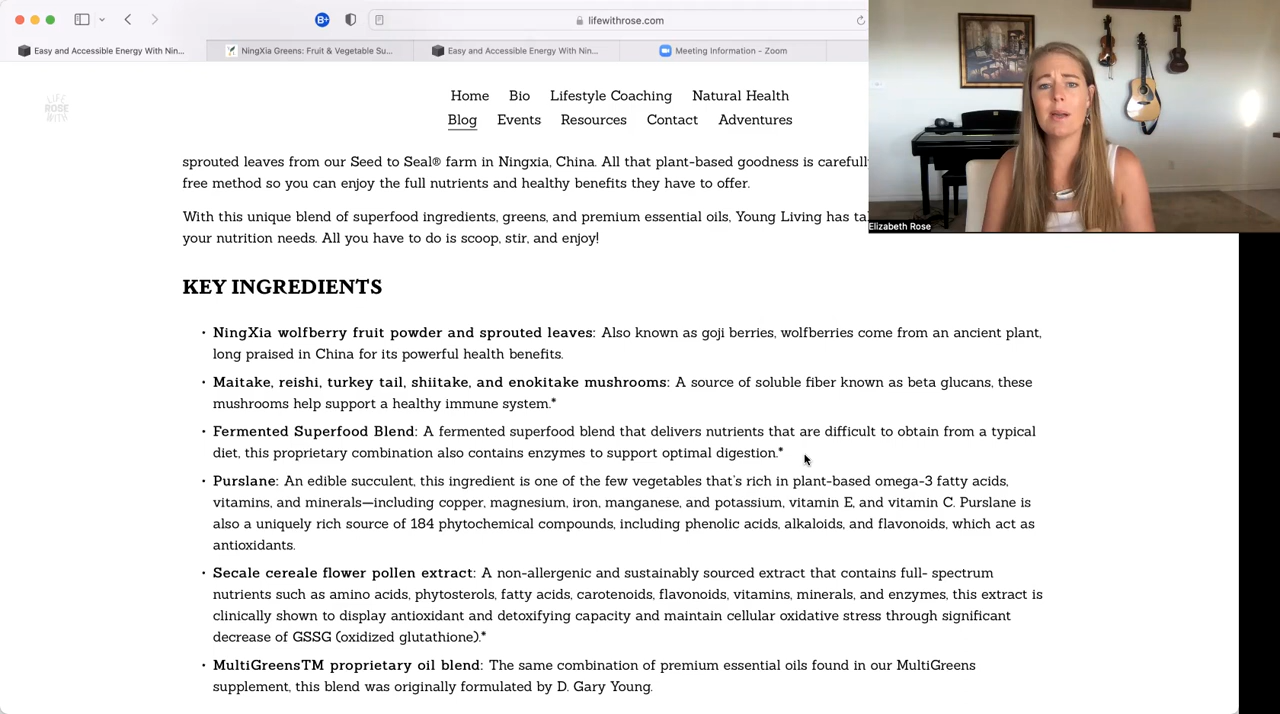 B+
lifewithrose.com
Easy and Accessible Energy With Nin...
NingXia Greens: Fruit & Vegetable Su...
Easy and Accessible Energy With Nin...
Meeting Information - Zoom
LIFE
ROSE
WITH
Home Bio Lifestyle Coaching Natural Health
Blog Events Resources Contact Adventures
Elizabeth Rose
sprouted leaves from our Seed to Seal® farm in Ningxia, China. All that plant-based goodness is carefull
free method so you can enjoy the full nutrients and healthy benefits they have to offer.
With this unique blend of superfood ingredients, greens, and premium essential oils, Young Living has ta
your nutrition needs. All you have to do is scoop, stir, and enjoy!
KEY INGREDIENTS
• NingXia wolfberry fruit powder and sprouted leaves: Also known as goji berries, wolfberries come from an ancient plant,
long praised in China for its powerful health benefits.
• Maitake, reishi, turkey tail, shiitake, and enokitake mushrooms: A source of soluble fiber known as beta glucans, these
mushrooms help support a healthy immune system.*
• Fermented Superfood Blend: A fermented superfood blend that delivers nutrients that are difficult to obtain from a typical
diet, this proprietary combination also contains enzymes to support optimal digestion.*
• Purslane: An edible succulent, this ingredient is one of the few vegetables that's rich in plant-based omega-3 fatty acids,
vitamins, and minerals—including copper, magnesium, iron, manganese, and potassium, vitamin E, and vitamin C. Purslane is
also a uniquely rich source of 184 phytochemical compounds, including phenolic acids, alkaloids, and flavonoids, which act as
antioxidants.
• Secale cereale flower pollen extract: A non-allergenic and sustainably sourced extract that contains full- spectrum
nutrients such as amino acids, phytosterols, fatty acids, carotenoids, flavonoids, vitamins, minerals, and enzymes, this extract is
clinically shown to display antioxidant and detoxifying capacity and maintain cellular oxidative stress through significant
decrease of GSSG (oxidized glutathione).*
• MultiGreensTM proprietary oil blend: The same combination of premium essential oils found in our MultiGreens
supplement, this blend was originally formulated by D. Gary Young.